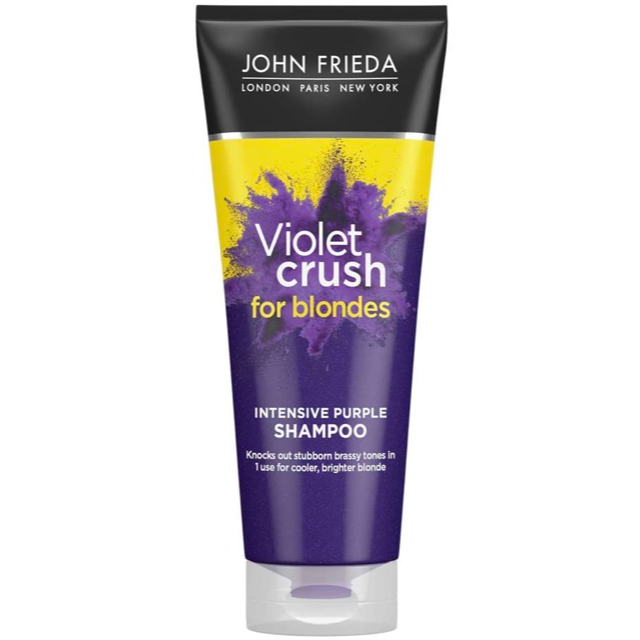 JOHN FRIEDA
LONDON PARIS NEW YORK
Violet
crush
for blondes
INTENSIVE PURPLE
SHAMPOO
Knocks out stubborn brassy tones in
1 use for cooler, brighter blonde